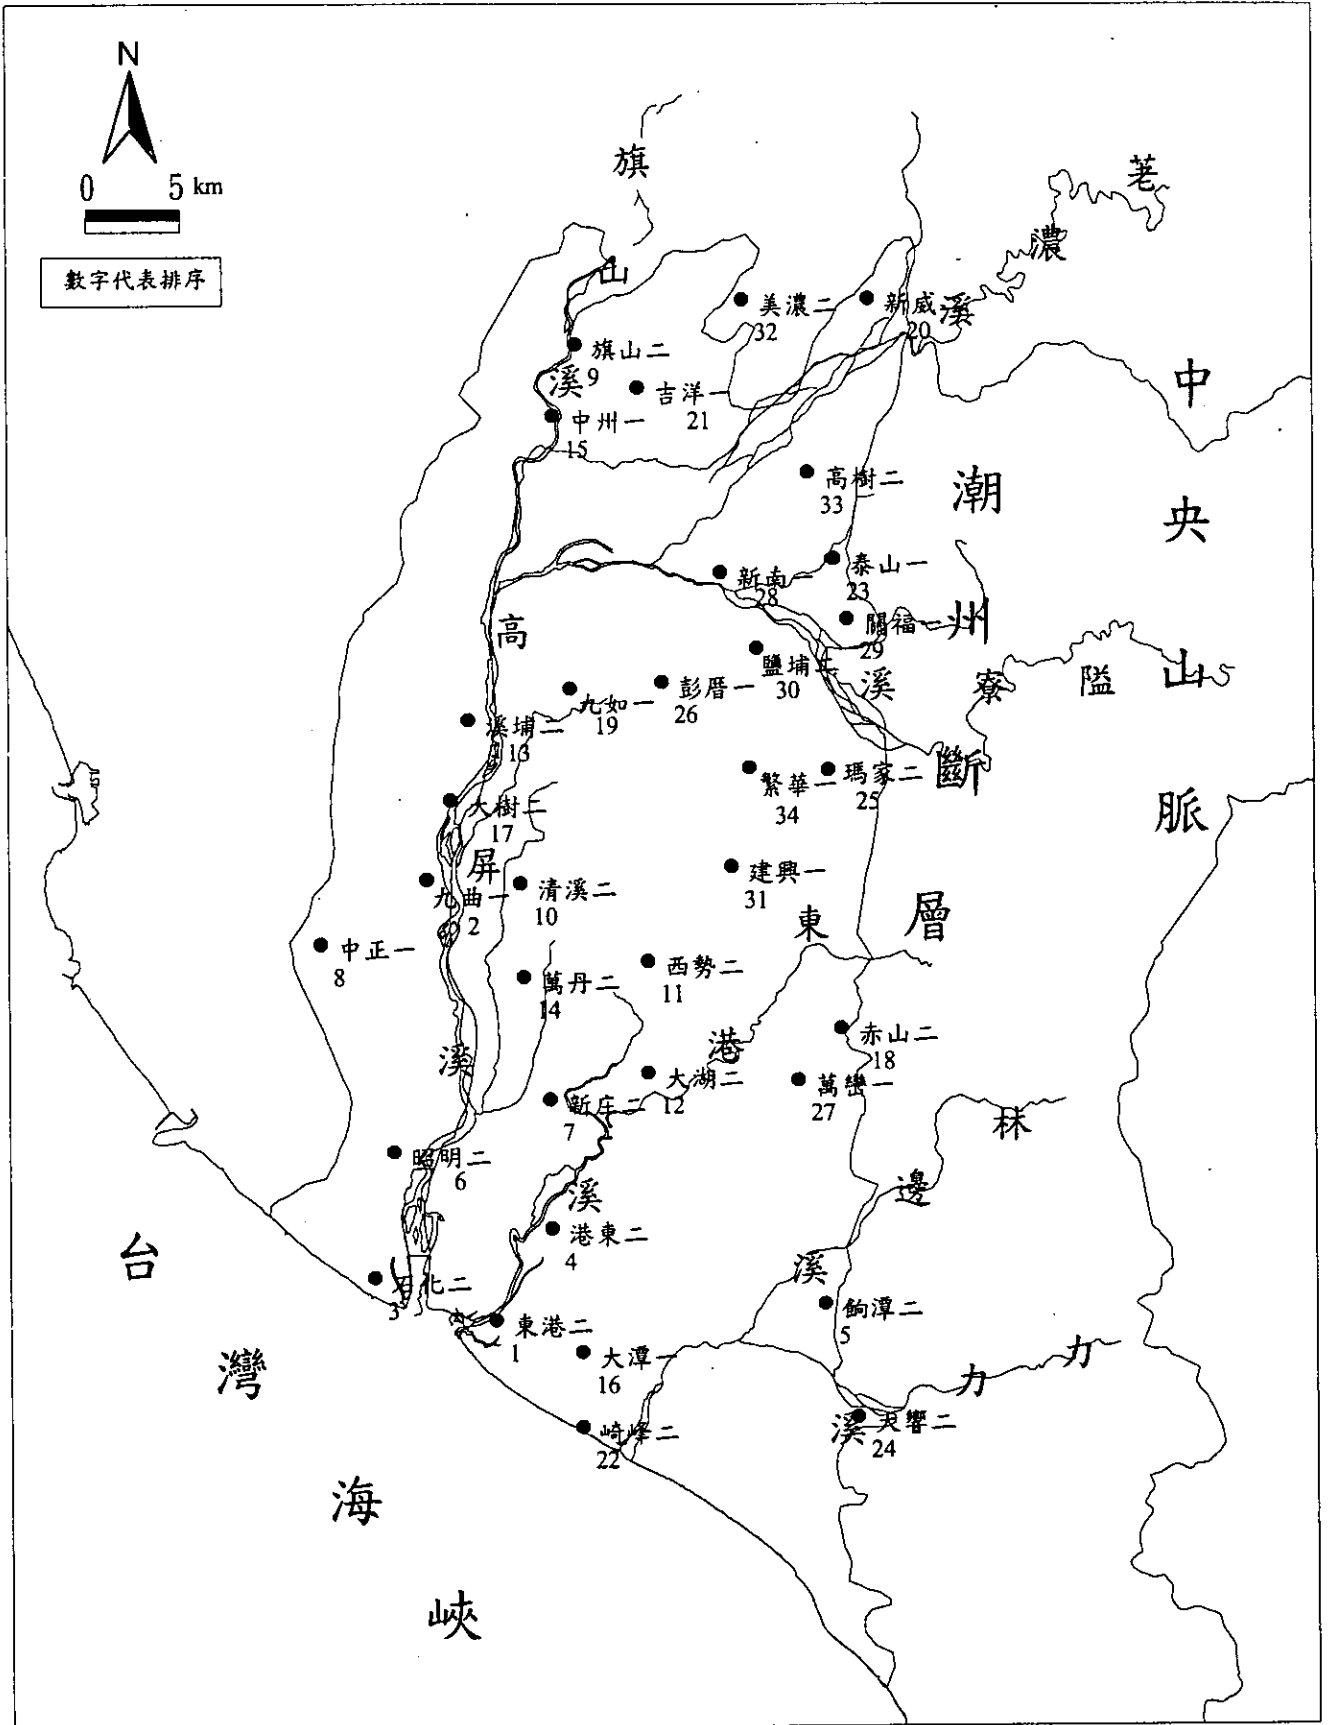 N
0 5 km
數字代表排序
旗山溪
荖濃溪
美濃二
32
新威
20
旗山二
9
吉洋一
21
中州一
15
高樹二
33
新南一
28
泰山一
23
關福一
29
鹽埔二
30
彭厝一
26
九如一
19
溪埔二
13
大樹二
17
繁華一
34
瑪家二
25
九曲一
2
清溪二
10
建興一
31
中正一
8
萬丹二
14
西勢二
11
赤山二
18
大湖二
12
萬巒一
27
新庄二
7
昭明二
6
港東二
4
石化二
3
東港二
1
餉潭二
5
大潭一
16
崎峰二
22
大響二
24
高屏溪
隘寮溪
東港溪
林邊溪
力力溪
潮州斷層
中央山脈
台灣海峽